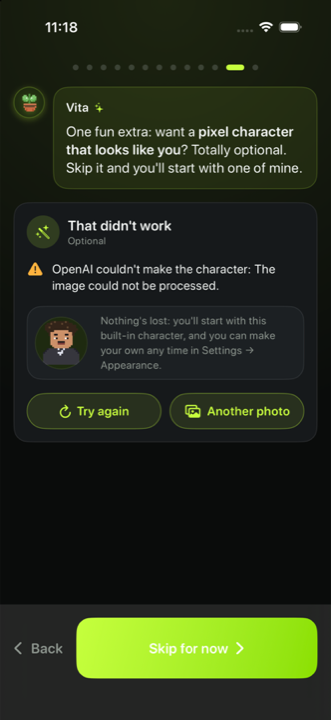 11:18
Vita
One fun extra: want a pixel character
that looks like you? Totally optional.
Skip it and you'll start with one of mine.
That didn't work
Optional
OpenAI couldn't make the character: The
image could not be processed.
Nothing's lost: you'll start with this
built-in character, and you can make
your own any time in Settings →
Appearance.
Try again
Another photo
Back
Skip for now